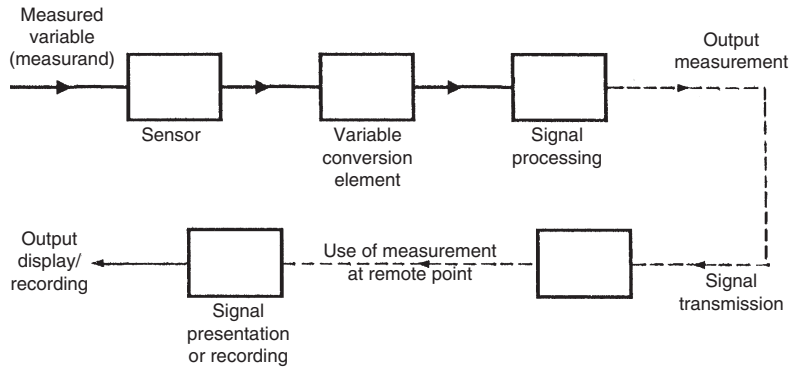 Measured
variable
(measurand)
Output
measurement
Sensor
Variable
conversion
element
Signal
processing
Output
display/
recording
Use of measurement
at remote point
Signal
transmission
Signal
presentation
or recording